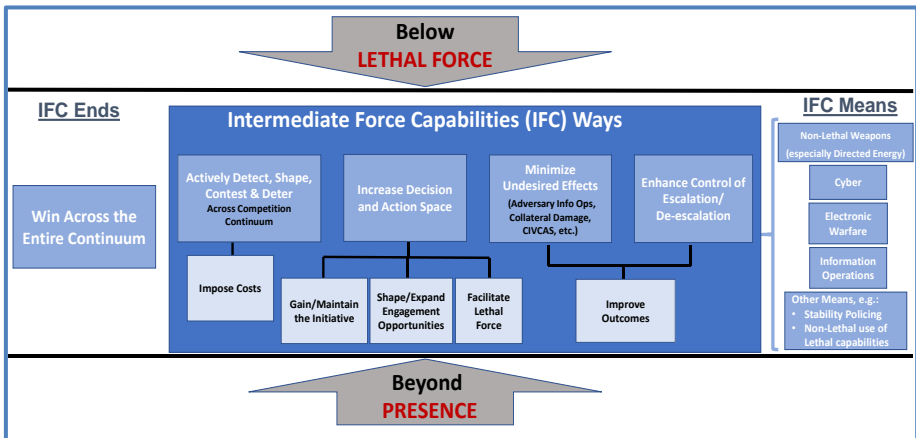 Below
LETHAL FORCE
IFC Ends
Win Across the
Entire Continuum
Intermediate Force Capabilities (IFC) Ways
Actively Detect, Shape,
Contest & Deter
Across Competition
Continuum
Impose Costs
Increase Decision
and Action Space
Gain/Maintain
the Initiative
Shape/Expand
Engagement
Opportunities
Facilitate
Lethal
Force
Minimize
Undesired Effects
(Adversary Info Ops,
Collateral Damage,
CIVCAS, etc.)
Enhance Control of
Escalation/
De-escalation
Improve
Outcomes
IFC Means
Non-Lethal Weapons
(especially Directed Energy)
Cyber
Electronic
Warfare
Information
Operations
Other Means, e.g.:
• Stability Policing
• Non-Lethal use of
Lethal capabilities
Beyond
PRESENCE